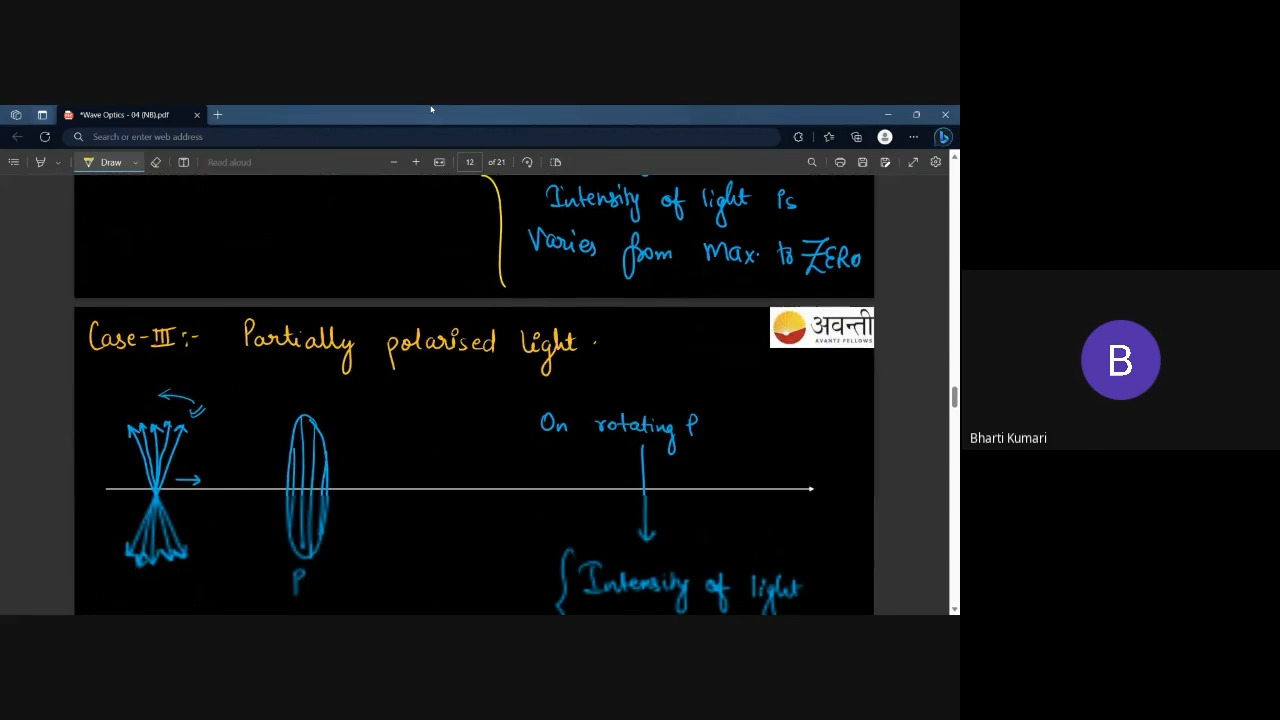 *Wave Optics - 04 (NB).pdf
Search or enter web address
Draw
Read aloud
12 of 21
Intensity of light is
Varies from Max. to ZERO
Case-III:- Partially polarised light.
अवन्ती
AVANTI FELLOWS
On rotating P
P
Intensity of light
B
Bharti Kumari